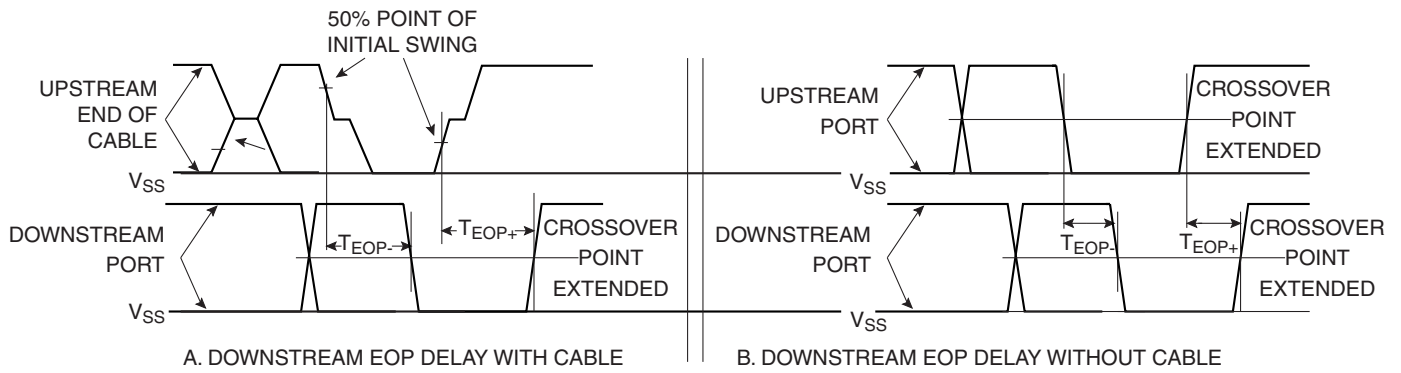 50% POINT OF
INITIAL SWING
UPSTREAM
END OF
CABLE
VSS
DOWNSTREAM
PORT
TEOP-
TEOP+
CROSSOVER
POINT
EXTENDED
VSS
A. DOWNSTREAM EOP DELAY WITH CABLE
UPSTREAM
PORT
CROSSOVER
POINT
EXTENDED
VSS
DOWNSTREAM
PORT
TEOP-
TEOP+
CROSSOVER
POINT
EXTENDED
VSS
B. DOWNSTREAM EOP DELAY WITHOUT CABLE